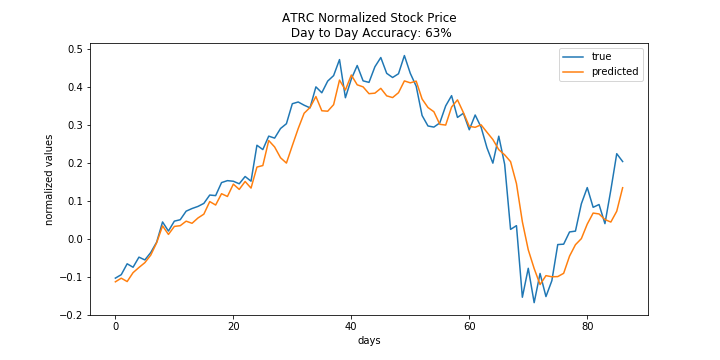 ATRC Normalized Stock Price
Day to Day Accuracy: 63%
true
predicted
normalized values
0.5
0.4
0.3
0.2
0.1
0.0
−0.1
−0.2
0
20
40
60
80
days